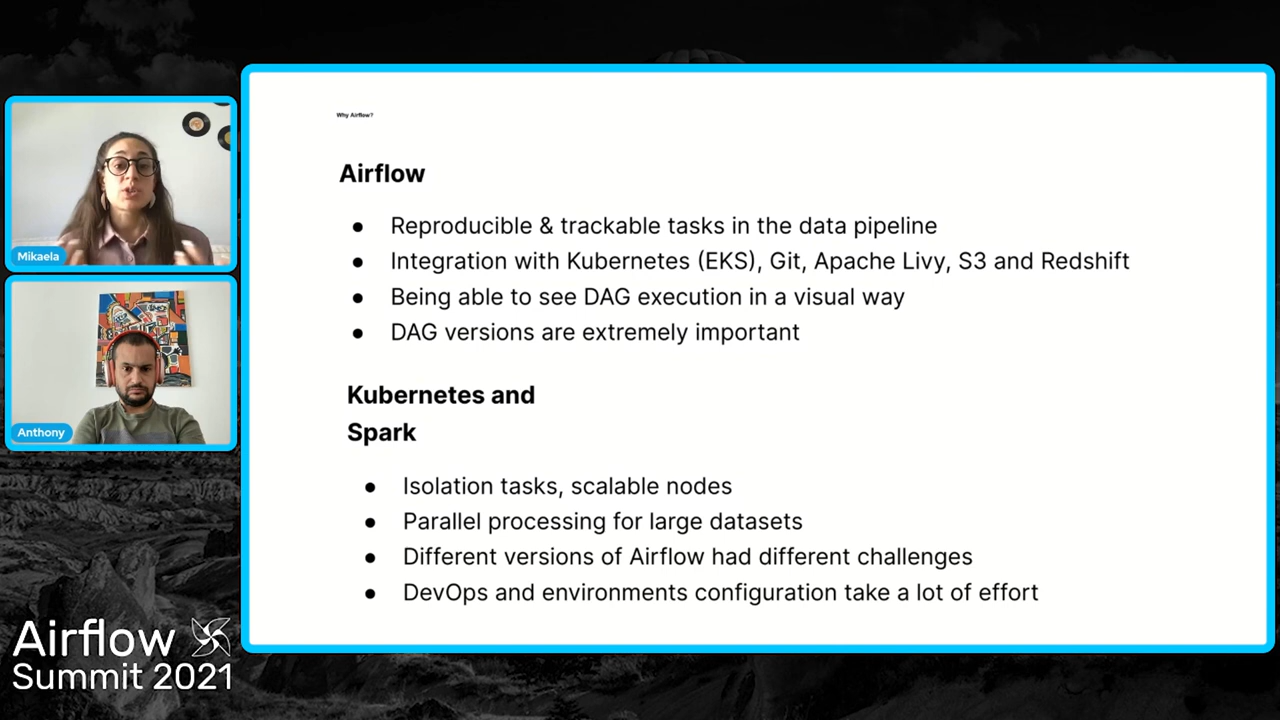 Why Airflow?
Airflow
● Reproducible & trackable tasks in the data pipeline
● Integration with Kubernetes (EKS), Git, Apache Livy, S3 and Redshift
● Being able to see DAG execution in a visual way
● DAG versions are extremely important
Kubernetes and
Spark
● Isolation tasks, scalable nodes
● Parallel processing for large datasets
● Different versions of Airflow had different challenges
● DevOps and environments configuration take a lot of effort
Mikaela
Anthony
Airflow
Summit 2021